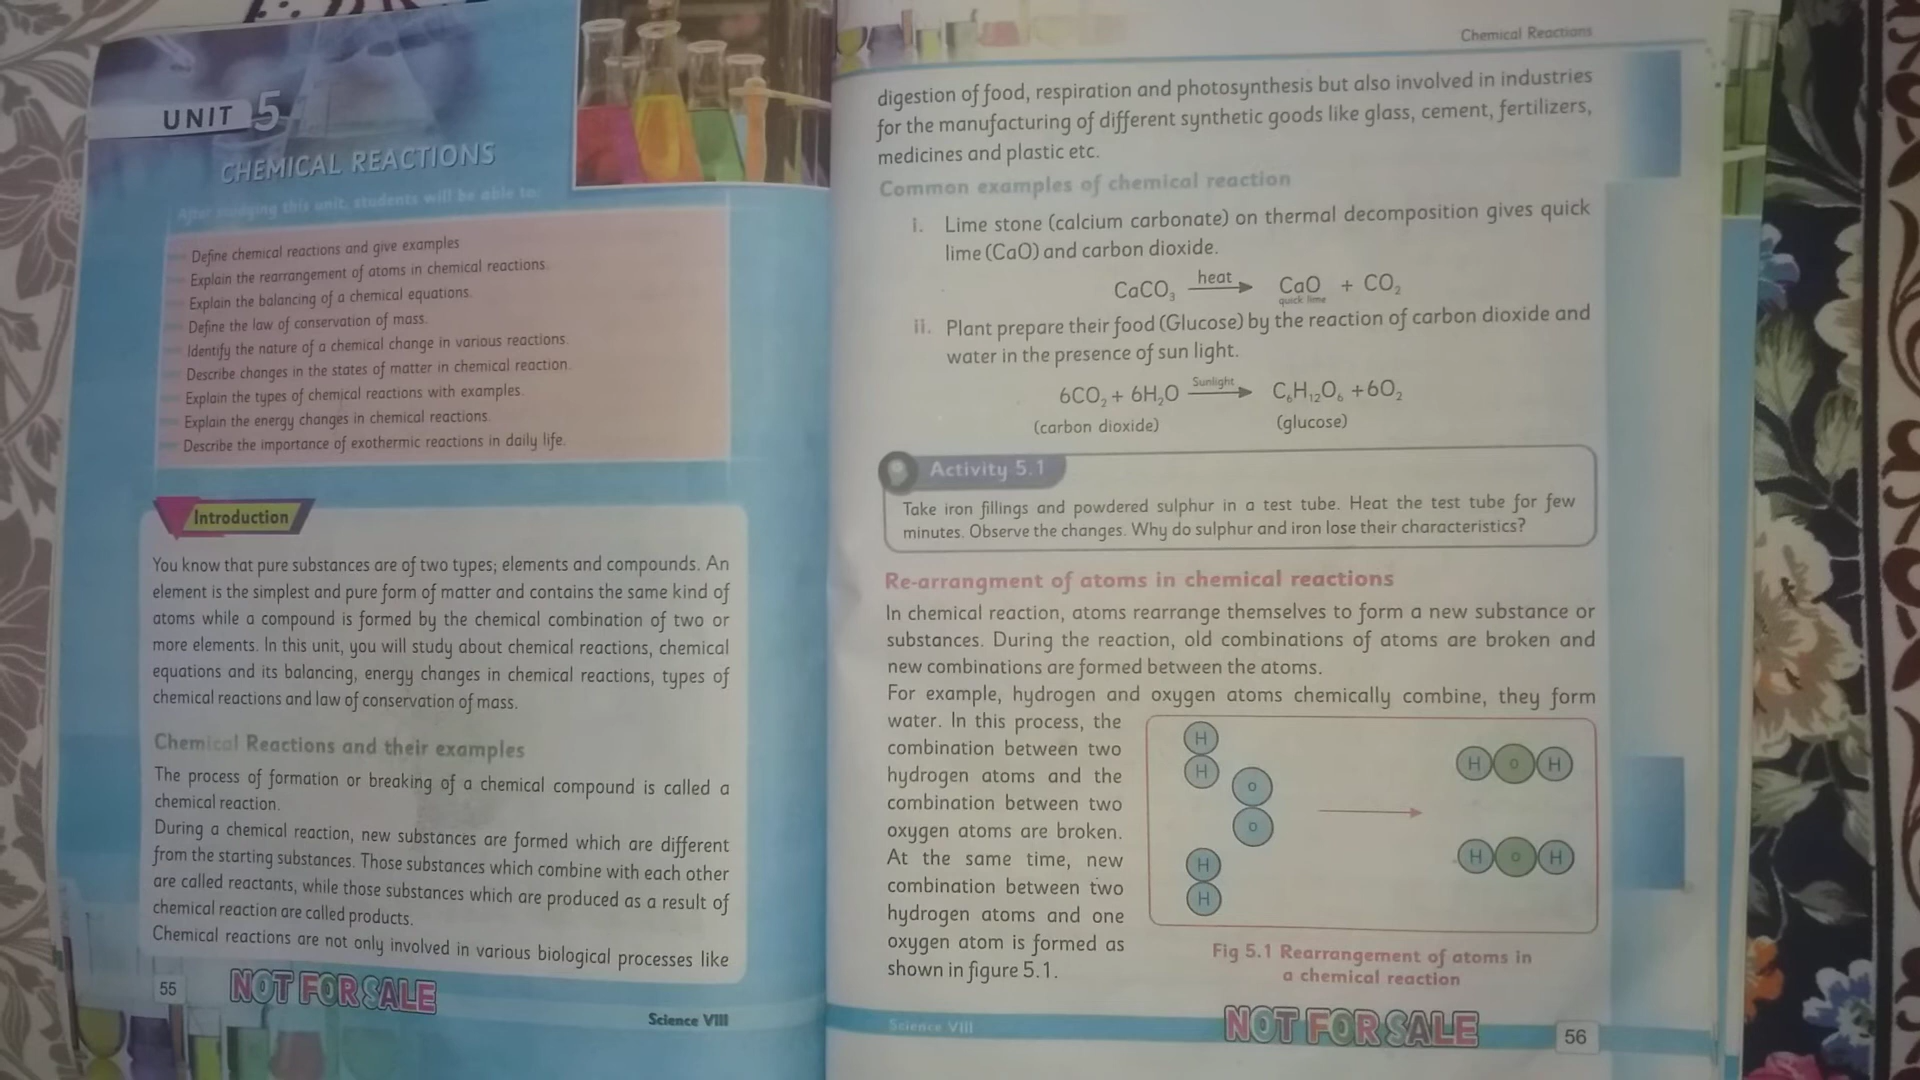 UNIT 5
CHEMICAL REACTIONS
After studying this unit, students will be able to:
Define chemical reactions and give examples
Explain the rearrangement of atoms in chemical reactions.
Explain the balancing of a chemical equations.
Define the law of conservation of mass.
Identify the nature of a chemical change in various reactions.
Describe changes in the states of matter in chemical reaction.
Explain the types of chemical reactions with examples.
Explain the energy changes in chemical reactions.
Describe the importance of exothermic reactions in daily life.
Introduction
You know that pure substances are of two types; elements and compounds. An
element is the simplest and pure form of matter and contains the same kind of
atoms while a compound is formed by the chemical combination of two or
more elements. In this unit, you will study about chemical reactions, chemical
equations and its balancing, energy changes in chemical reactions, types of
chemical reactions and law of conservation of mass.
Chemical Reactions and their examples
The process of formation or breaking of a chemical compound is called a
chemical reaction.
During a chemical reaction, new substances are formed which are different
from the starting substances. Those substances which combine with each other
are called reactants, while those substances which are produced as a result of
chemical reaction are called products.
Chemical reactions are not only involved in various biological processes like
55
NOT FOR SALE
Science VIII
Chemical Reactions
digestion of food, respiration and photosynthesis but also involved in industries
for the manufacturing of different synthetic goods like glass, cement, fertilizers,
medicines and plastic etc.
Common examples of chemical reaction
i. Lime stone (calcium carbonate) on thermal decomposition gives quick
lime (CaO) and carbon dioxide.
CaCO₃ heat → CaO + CO₂
quick lime
ii. Plant prepare their food (Glucose) by the reaction of carbon dioxide and
water in the presence of sun light.
6CO₂ + 6H₂O Sunlight → C₆H₁₂O₆ + 6O₂
(carbon dioxide) (glucose)
Activity 5.1
Take iron fillings and powdered sulphur in a test tube. Heat the test tube for few
minutes. Observe the changes. Why do sulphur and iron lose their characteristics?
Re-arrangment of atoms in chemical reactions
In chemical reaction, atoms rearrange themselves to form a new substance or
substances. During the reaction, old combinations of atoms are broken and
new combinations are formed between the atoms.
For example, hydrogen and oxygen atoms chemically combine, they form
water. In this process, the
combination between two
hydrogen atoms and the
combination between two
oxygen atoms are broken.
At the same time, new
combination between two
hydrogen atoms and one
oxygen atom is formed as
shown in figure 5.1.
H
H
O
O
H
H
H O H
H O H
Fig 5.1 Rearrangement of atoms in
a chemical reaction
Science VIII
NOT FOR SALE
56